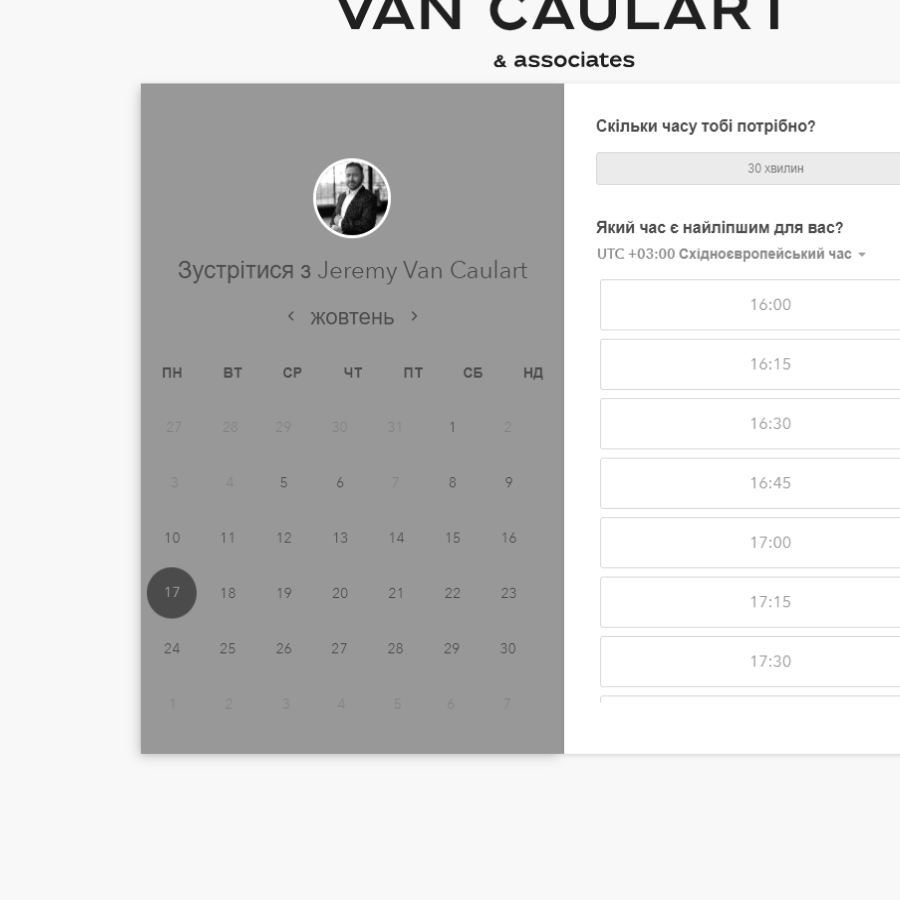 VAN CAULART
& associates
Зустрітися з Jeremy Van Caulart
жовтень
ПН ВТ СР ЧТ ПТ СБ НД
27 28 29 30 31 1 2
3 4 5 6 7 8 9
10 11 12 13 14 15 16
17 18 19 20 21 22 23
24 25 26 27 28 29 30
1 2 3 4 5 6 7
Скільки часу тобі потрібно?
30 хвилин
Який час є найліпшим для вас?
UTC +03:00 Східноєвропейський час
16:00
16:15
16:30
16:45
17:00
17:15
17:30